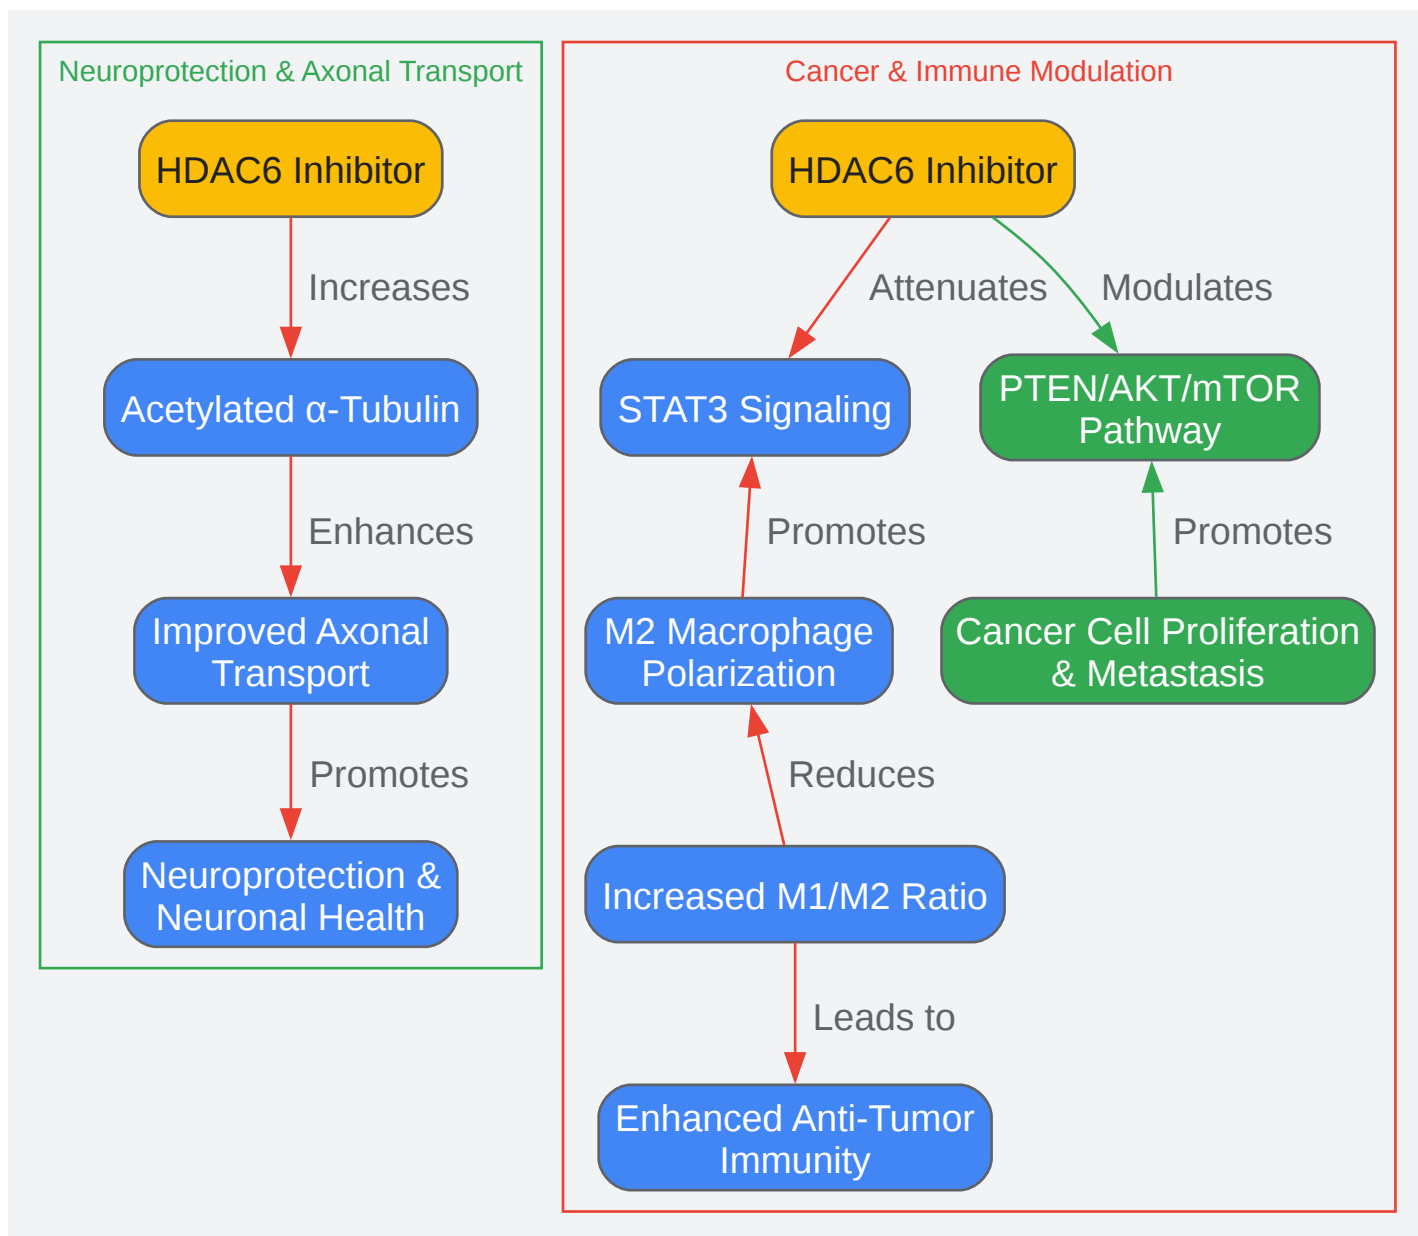 Neuroprotection & Axonal Transport
HDAC6 Inhibitor
Increases
Acetylated α-Tubulin
Enhances
Improved Axonal
Transport
Promotes
Neuroprotection &
Neuronal Health
Cancer & Immune Modulation
HDAC6 Inhibitor
Attenuates
Modulates
STAT3 Signaling
PTEN/AKT/mTOR
Pathway
Promotes
Promotes
M2 Macrophage
Polarization
Cancer Cell Proliferation
& Metastasis
Reduces
Increased M1/M2 Ratio
Leads to
Enhanced Anti-Tumor
Immunity